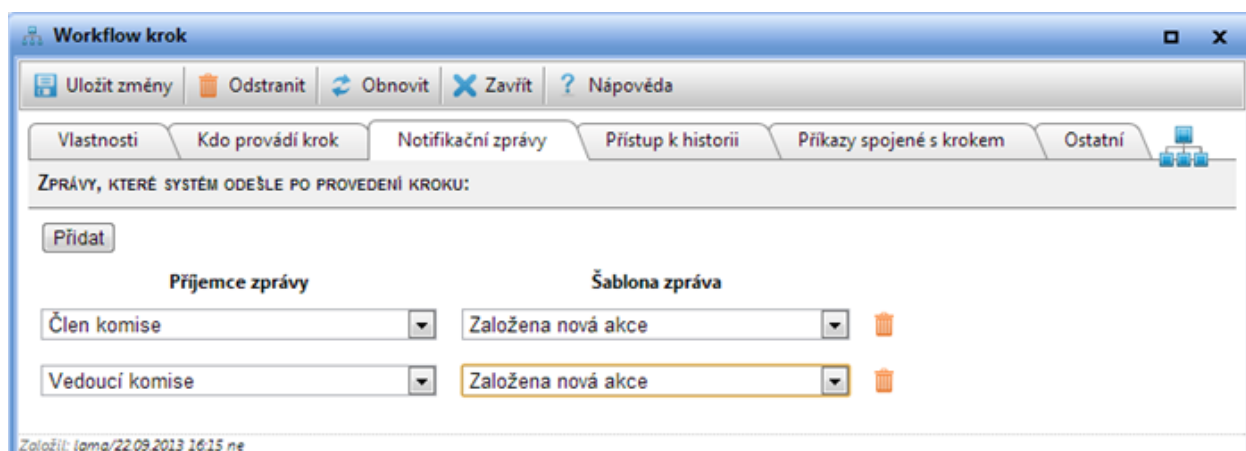 Workflow krok
Uložit změny Odstranit Obnovit Zavřít ? Nápověda
Vlastnosti Kdo provádí krok Notifikační zprávy Přístup k historii Příkazy spojené s krokem Ostatní
ZPRÁVY, KTERÉ SYSTÉM ODEŠLE PO PROVEDENÍ KROKU:
Přidat
Příjemce zprávy Šablona zpráva
Člen komise Založena nová akce
Vedoucí komise Založena nová akce
Založil: lama/22.09.2013 16:15 ne